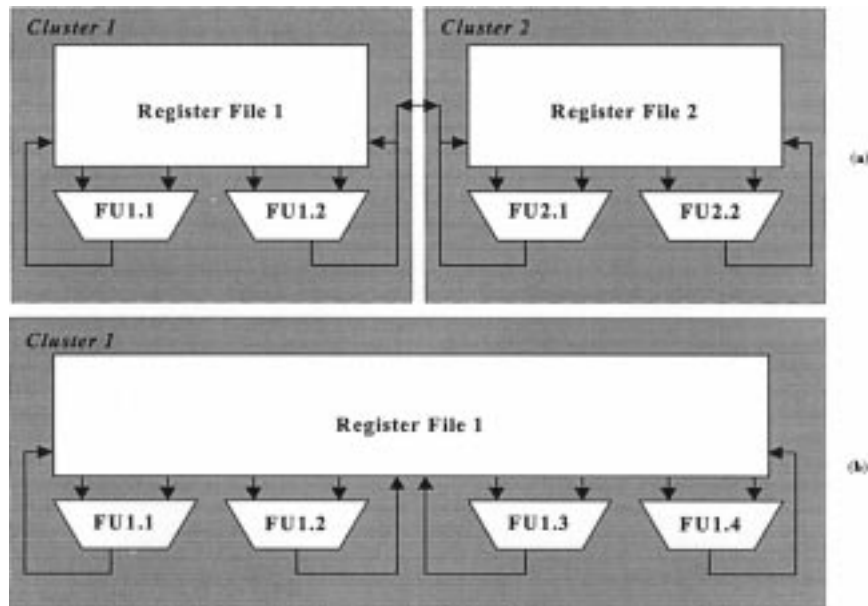 Cluster 1
Cluster 2
Register File 1
Register File 2
(a)
FU1.1
FU1.2
FU2.1
FU2.2
Cluster 1
Register File 1
(b)
FU1.1
FU1.2
FU1.3
FU1.4